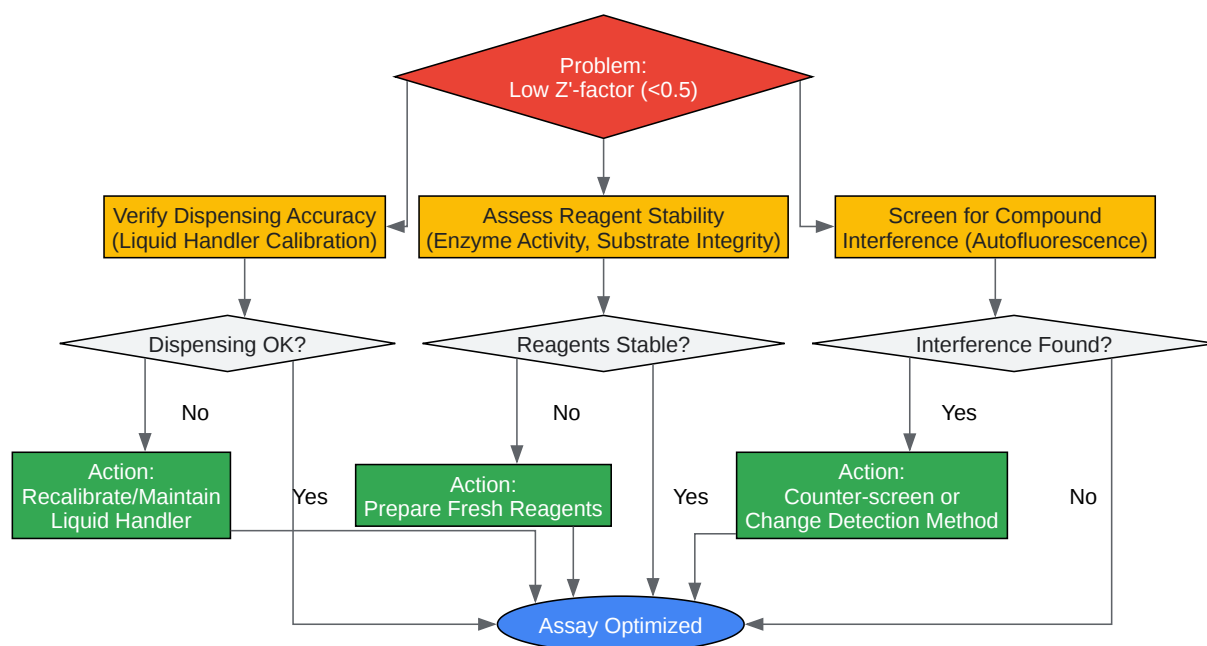 Problem:
Low Z'-factor (<0.5)
Verify Dispensing Accuracy
(Liquid Handler Calibration)
Assess Reagent Stability
(Enzyme Activity, Substrate Integrity)
Screen for Compound
Interference (Autofluorescence)
Dispensing OK?
Reagents Stable?
Interference Found?
No
No
Yes
Action:
Recalibrate/Maintain
Liquid Handler
Yes
Action:
Prepare Fresh Reagents
Yes
Action:
Counter-screen or
Change Detection Method
No
Assay Optimized